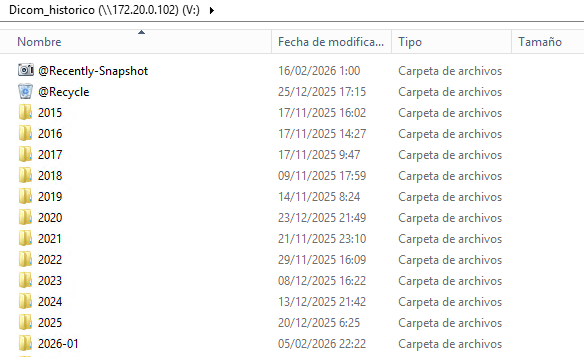 Dicom_historico (\\172.20.0.102) (V:)
Nombre Fecha de modifica... Tipo Tamaño
@Recently-Snapshot 16/02/2026 1:00 Carpeta de archivos
@Recycle 25/12/2025 17:15 Carpeta de archivos
2015 17/11/2025 16:02 Carpeta de archivos
2016 17/11/2025 14:27 Carpeta de archivos
2017 17/11/2025 9:47 Carpeta de archivos
2018 09/11/2025 17:59 Carpeta de archivos
2019 14/11/2025 8:24 Carpeta de archivos
2020 23/12/2025 21:49 Carpeta de archivos
2021 21/11/2025 23:10 Carpeta de archivos
2022 29/11/2025 16:09 Carpeta de archivos
2023 08/12/2025 16:22 Carpeta de archivos
2024 13/12/2025 21:42 Carpeta de archivos
2025 20/12/2025 6:25 Carpeta de archivos
2026-01 05/02/2026 22:22 Carpeta de archivos